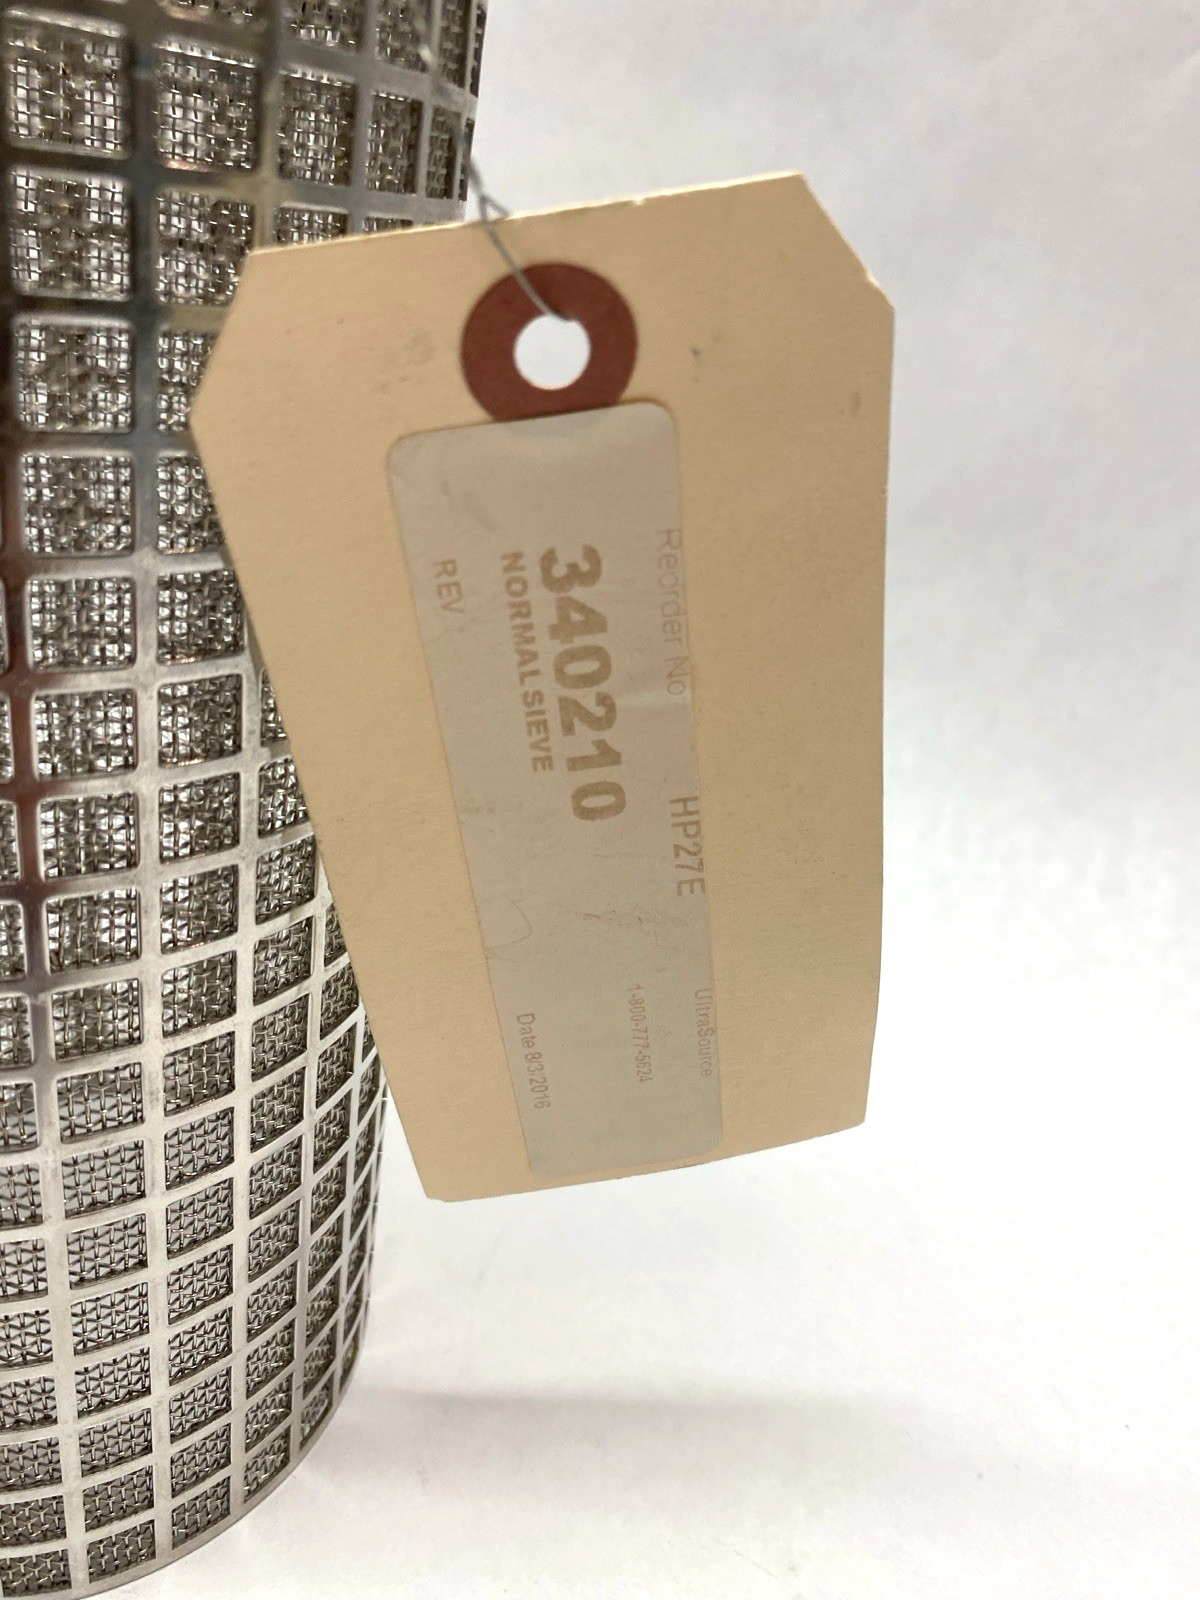 Reorder No HP27E UltraSource
1-800-777-5624
340210
NORMAL SIEVE
REV Date 8/3/2016